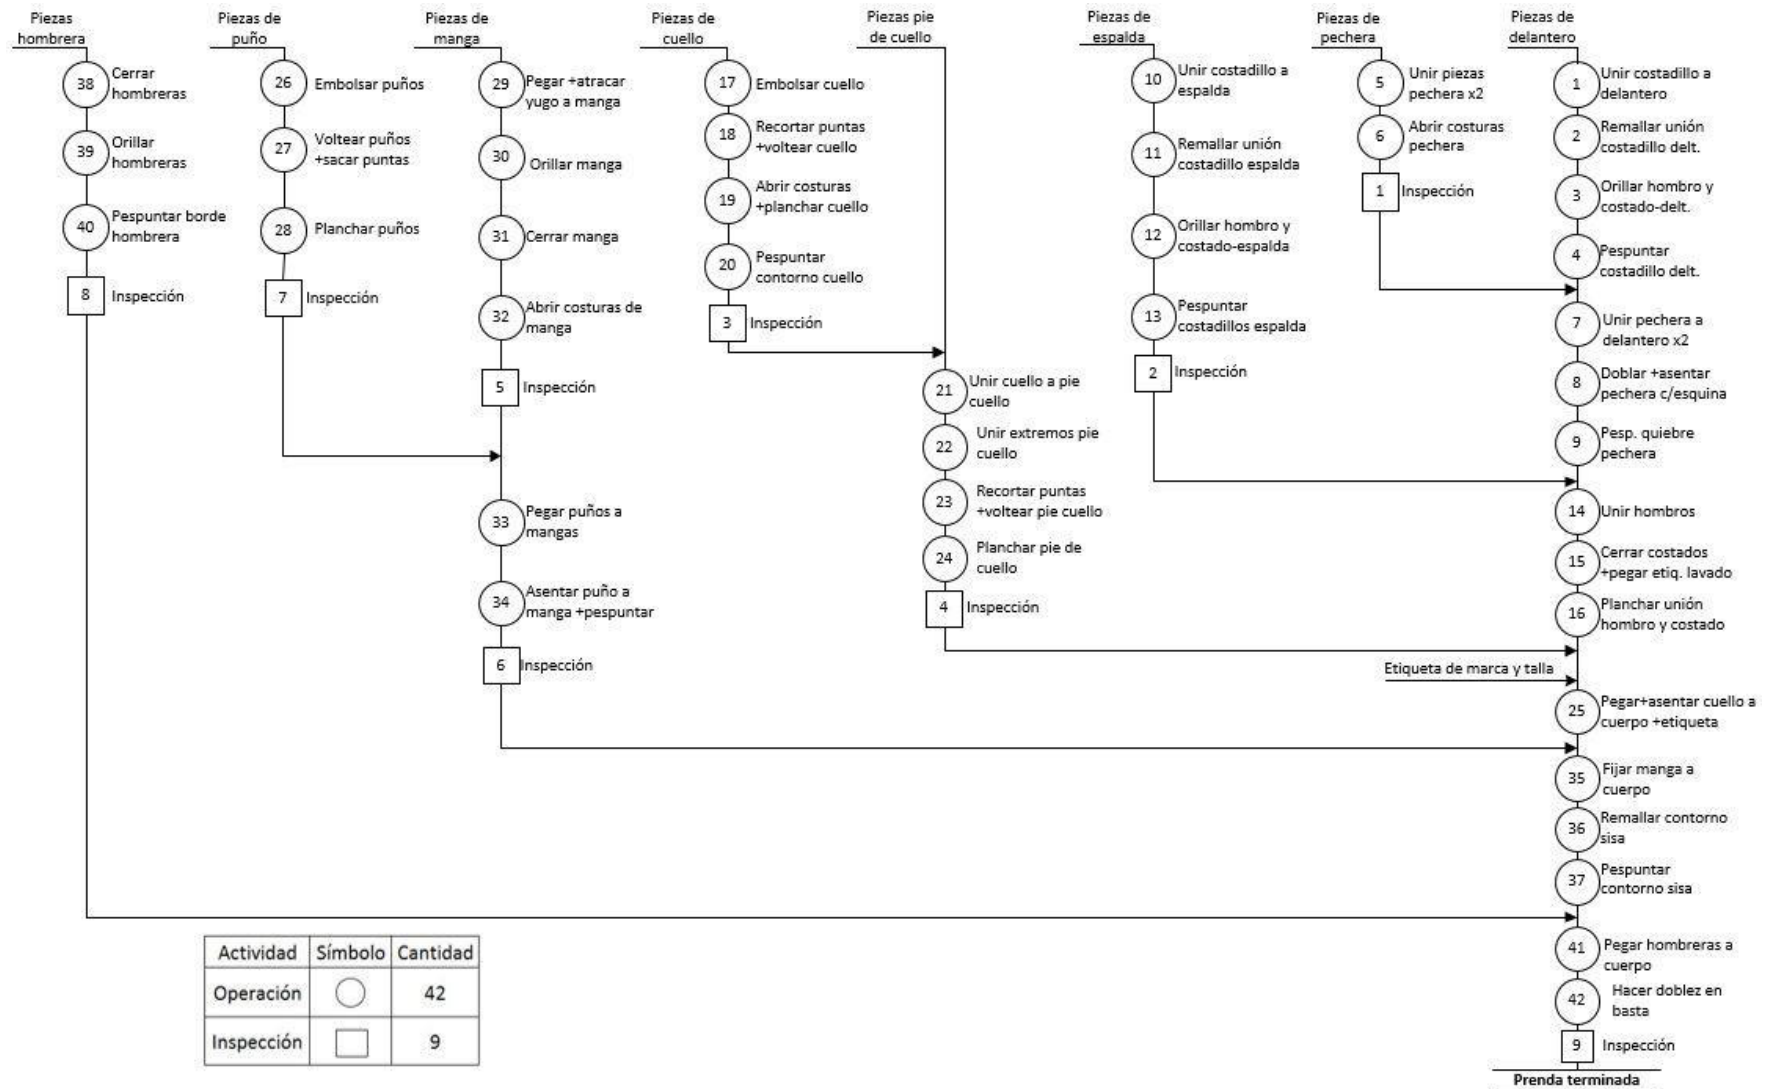 Piezas
hombrera
38
Cerrar
hombreras
39
Orillar
hombreras
40
Pespuntar borde
hombrera
8
Inspección
Piezas de
puño
26
Embolsar puños
27
Voltear puños
+sacar puntas
28
Planchar puños
7
Inspección
Piezas de
manga
29
Pegar +atracar
yugo a manga
30
Orillar manga
31
Cerrar manga
32
Abrir costuras de
manga
5
Inspección
33
Pegar puños a
mangas
34
Asentar puño a
manga +pespuntar
6
Inspección
Piezas de
cuello
17
Embolsar cuello
18
Recortar puntas
+voltear cuello
19
Abrir costuras
+planchar cuello
20
Pespuntar
contorno cuello
3
Inspección
Piezas pie
de cuello
21
Unir cuello a pie
cuello
22
Unir extremos pie
cuello
23
Recortar puntas
+voltear pie cuello
24
Planchar pie de
cuello
4
Inspección
Piezas de
espalda
10
Unir costadillo a
espalda
11
Remallar unión
costadillo espalda
12
Orillar hombro y
costado-espalda
13
Pespuntar
costadillos espalda
2
Inspección
Piezas de
pechera
5
Unir piezas
pechera x2
6
Abrir costuras
pechera
1
Inspección
Piezas de
delantero
1
Unir costadillo a
delantero
2
Remallar unión
costadillo delt.
3
Orillar hombro y
costado-delt.
4
Pespuntar
costadillo delt.
7
Unir pechera a
delantero x2
8
Doblar +asentar
pechera c/esquina
9
Pesp. quiebre
pechera
14
Unir hombros
15
Cerrar costados
+pegar etiq. lavado
16
Planchar unión
hombro y costado
Etiqueta de marca y talla
25
Pegar+asentar cuello a
cuerpo +etiqueta
35
Fijar manga a
cuerpo
36
Remallar contorno
sisa
37
Pespuntar
contorno sisa
41
Pegar hombreras a
cuerpo
42
Hacer doblez en
basta
9
Inspección
Prenda terminada
Actividad Símbolo Cantidad
Operación 42
Inspección 9